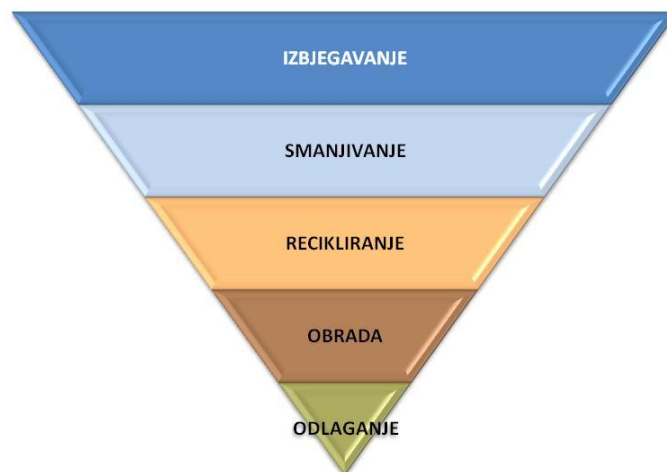 IZBJEGAVANJE
SMANJIVANJE
RECIKLIRANJE
OBRADA
ODLAGANJE